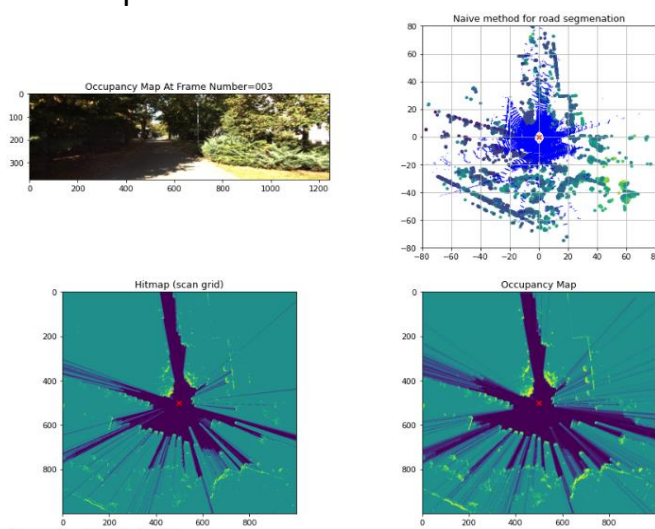 Naive method for road segmenation
80
60
40
20
0
-20
-40
-60
-80
-80 -60 -40 -20 0 20 40 60
Occupancy Map At Frame Number=003
0
100
200
300
0 200 400 600 800 1000 1200
Hitmap (scan grid)
0
200
400
600
800
0 200 400 600 800
Occupancy Map
0
200
400
600
800
0 200 400 600 800